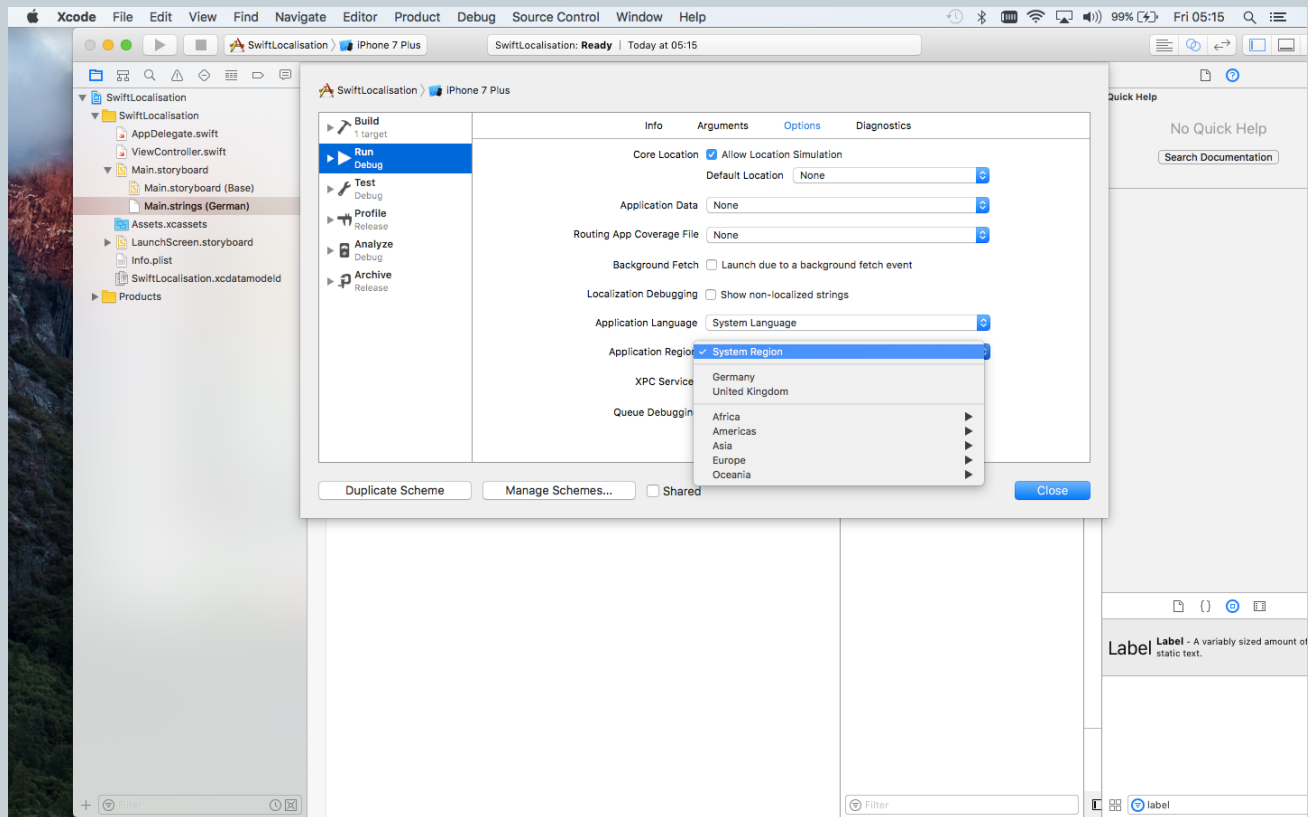 Xcode File Edit View Find Navigate Editor Product Debug Source Control Window Help 99% Fri 05:15
SwiftLocalisation iPhone 7 Plus
SwiftLocalisation: Ready | Today at 05:15
SwiftLocalisation
SwiftLocalisation
AppDelegate.swift
ViewController.swift
Main.storyboard
Main.storyboard (Base)
Main.strings (German)
Assets.xcassets
LaunchScreen.storyboard
Info.plist
SwiftLocalisation.xcdatamodeld
Products
Filter
SwiftLocalisation iPhone 7 Plus
Build
1 target
Run
Debug
Test
Debug
Profile
Release
Analyze
Debug
Archive
Release
Info Arguments Options Diagnostics
Core Location Allow Location Simulation
Default Location None
Application Data None
Routing App Coverage File None
Background Fetch Launch due to a background fetch event
Localization Debugging Show non-localized strings
Application Language System Language
Application Region System Region
Germany
XPC Service
United Kingdom
Queue Debuggin
Africa
Americas
Asia
Europe
Oceania
Duplicate Scheme Manage Schemes... Shared Close
Filter
Quick Help
No Quick Help
Search Documentation
{}
Label Label - A variably sized amount of
static text.
label